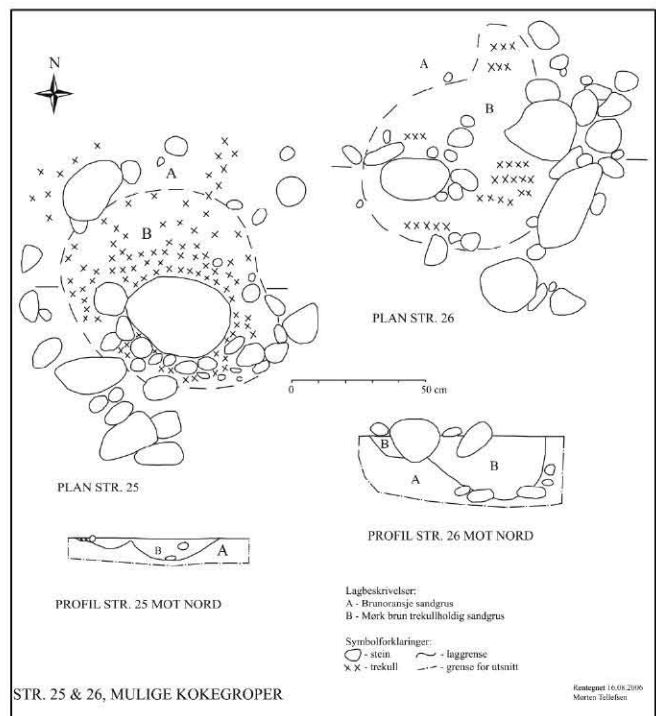 N
A
B
PLAN STR. 25
A
B
PLAN STR. 26
0 50 cm
B
A
B
PROFIL STR. 26 MOT NORD
B
A
PROFIL STR. 25 MOT NORD
Lagbeskrivelser:
A - Brunoransje sandgrus
B - Mørk brun trekullholdig sandgrus
Symbolforklaringer:
- stein - laggrense
xx - trekull - grense for utsnitt
STR. 25 & 26, MULIGE KOKEGROPER
Rentegnet 16.08.2006
Morten Tellefsen